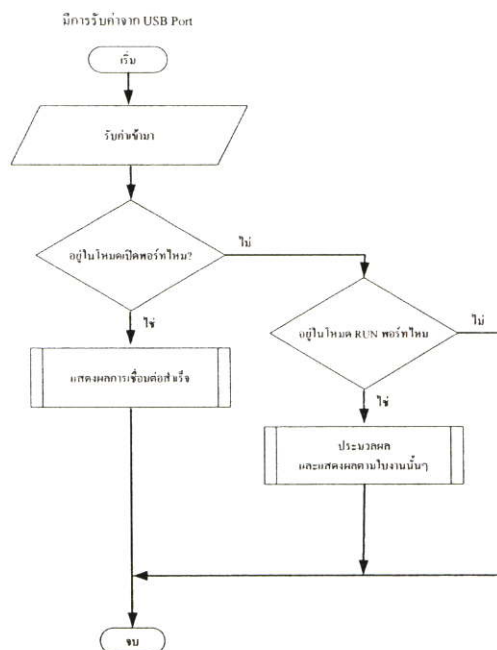 มีการรับค่าจาก USB Port
เริ่ม
รับค่าเข้ามา
อยู่ในโหมดเปิดพอร์ทไหม?
ไม่
ใช่
อยู่ในโหมด RUN พอร์ทไหม
ไม่
แสดงผลการเชื่อมต่อสำเร็จ
ใช่
ประมวลผล
และแสดงผลตามใบงานนั้นๆ
จบ